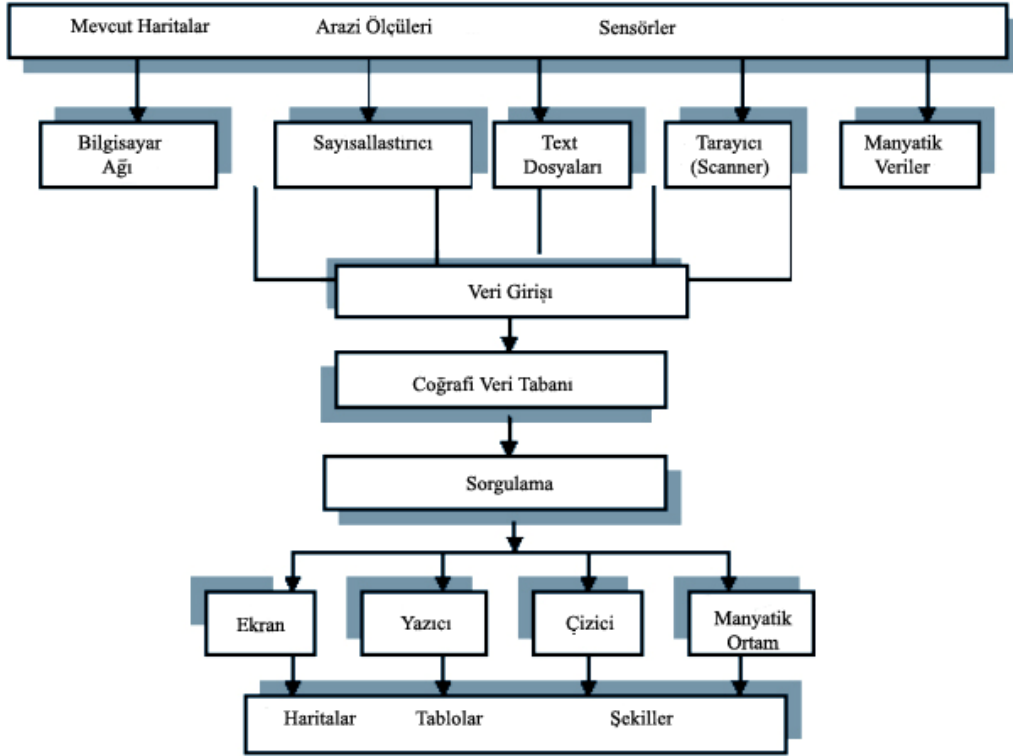 Mevcut Haritalar Arazi Ölçüleri Sensörler
Bilgisayar
Ağı
Sayısallastırıcı
Text
Dosyaları
Tarayıcı
(Scanner)
Manyatik
Veriler
Veri Girişı
Coğrafi Veri Tabanı
Sorgulama
Ekran
Yazıcı
Çizici
Manyatik
Ortam
Haritalar Tablolar Şekiller